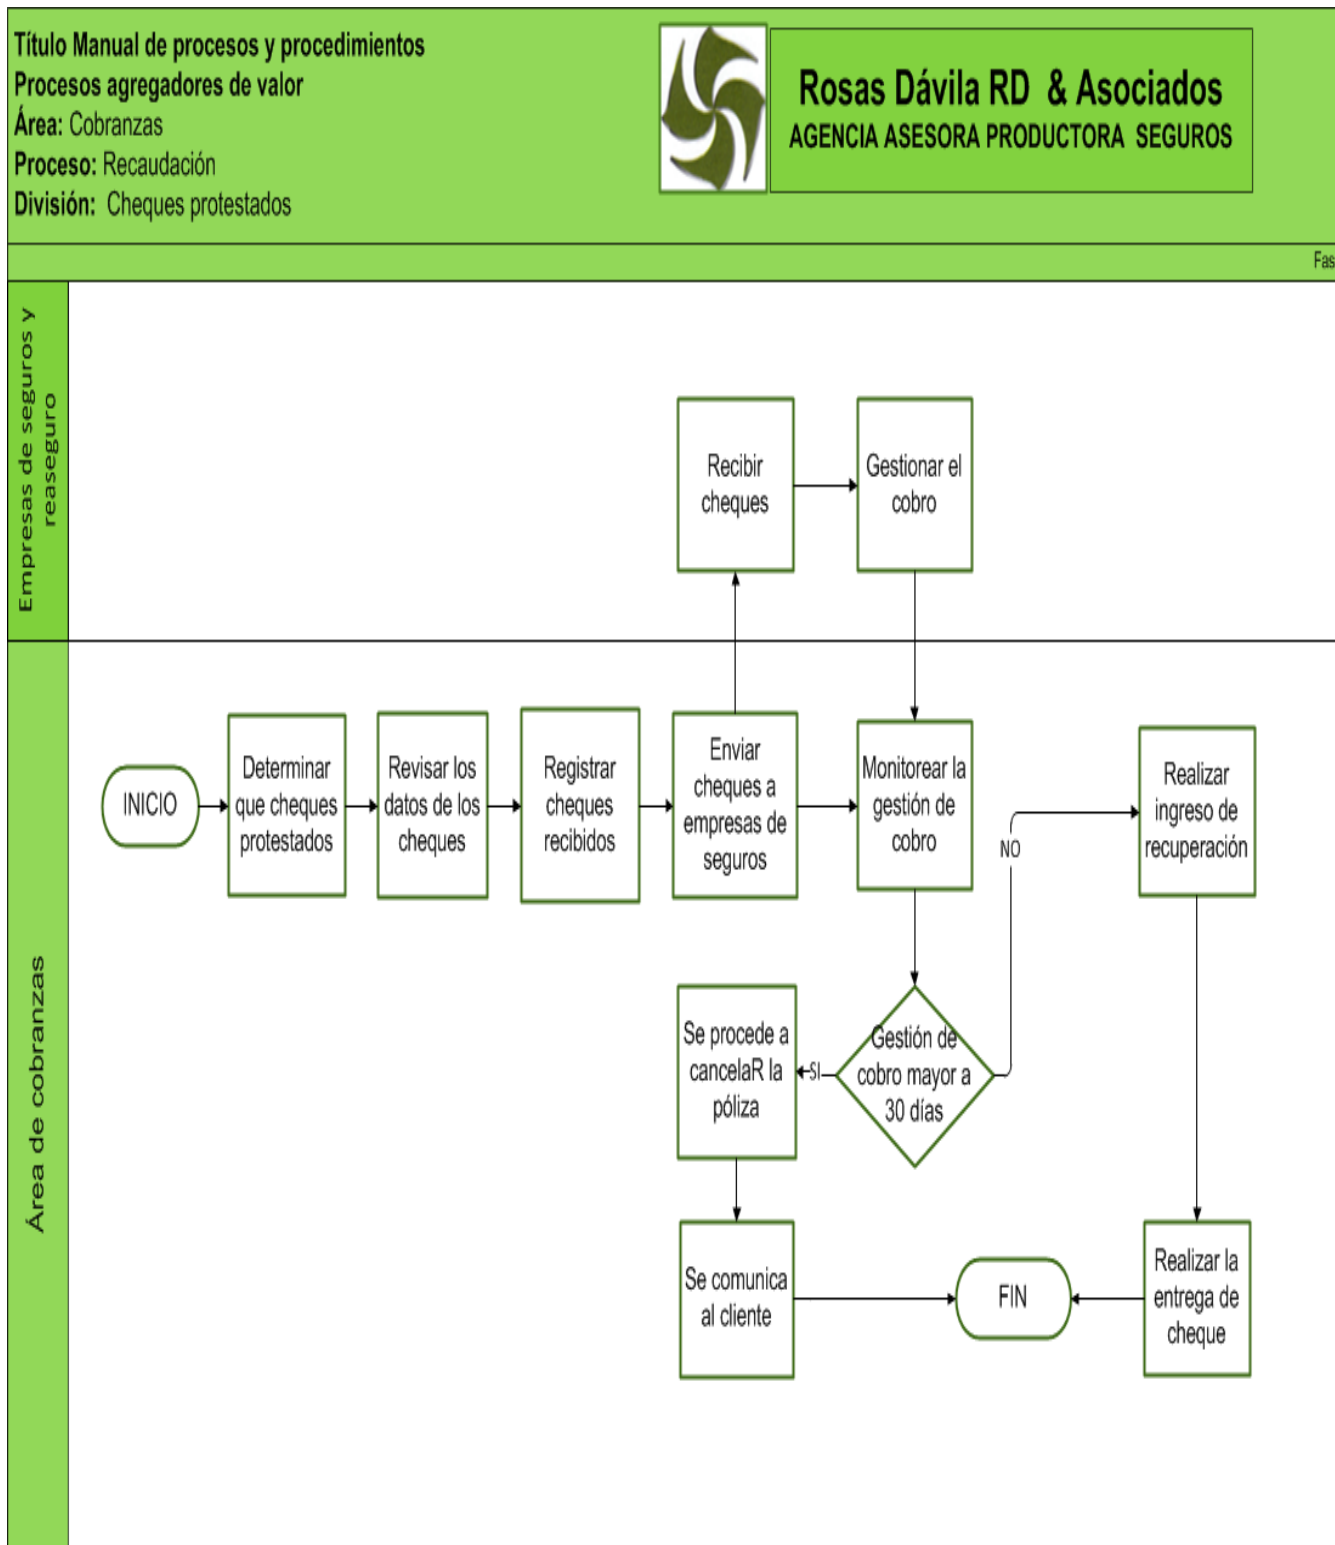 Título Manual de procesos y procedimientos
Procesos agregadores de valor
Área: Cobranzas
Proceso: Recaudación
División: Cheques protestados
Rosas Dávila RD & Asociados
AGENCIA ASESORA PRODUCTORA SEGUROS
Fas
Empresas de seguros y
reaseguro
Recibir
cheques
Gestionar el
cobro
Área de cobranzas
INICIO
Determinar
que cheques
protestados
Revisar los
datos de los
cheques
Registrar
cheques
recibidos
Enviar
cheques a
empresas de
seguros
Monitorear la
gestión de
cobro
NO
Realizar
ingreso de
recuperación
Se procede a
cancelaR la
póliza
SI
Gestión de
cobro mayor a
30 días
Se comunica
al cliente
FIN
Realizar la
entrega de
cheque